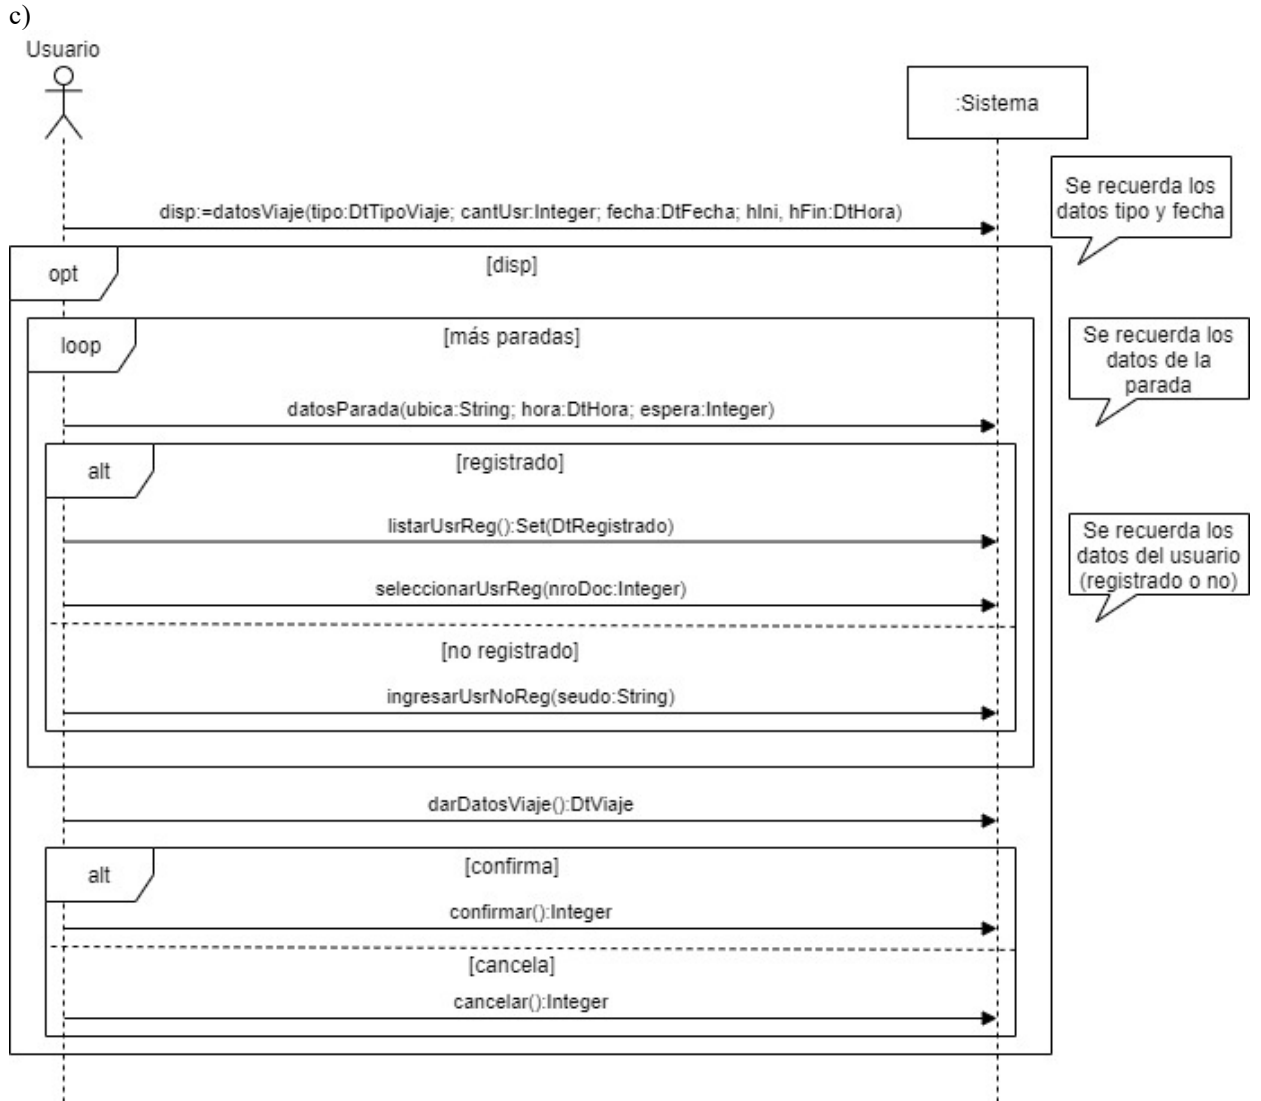 c)
Usuario
:Sistema
Se recuerda los
datos tipo y fecha
disp:=datosViaje(tipo:DtTipoViaje; cantUsr:Integer; fecha:DtFecha; hIni, hFin:DtHora)
opt
[disp]
loop
[más paradas]
Se recuerda los
datos de la
parada
datosParada(ubica:String; hora:DtHora; espera:Integer)
alt
[registrado]
listarUsrReg():Set(DtRegistrado)
Se recuerda los
datos del usuario
(registrado o no)
seleccionarUsrReg(nroDoc:Integer)
[no registrado]
ingresarUsrNoReg(seudo:String)
darDatosViaje():DtViaje
alt
[confirma]
confirmar():Integer
[cancela]
cancelar():Integer